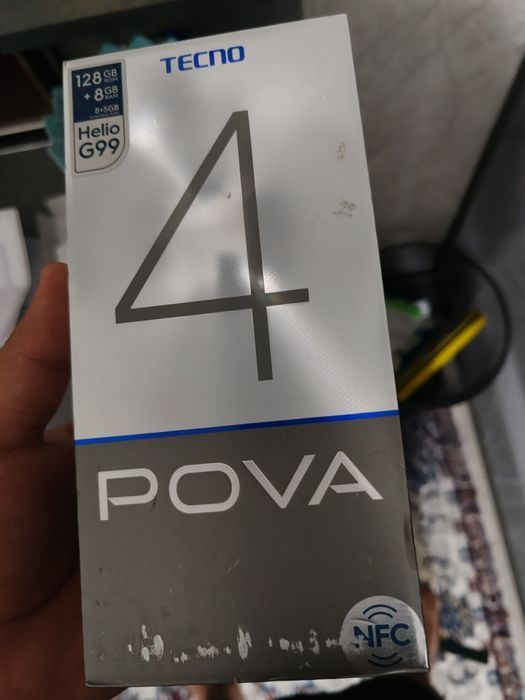 TECNO
128 GB ROM
+ 8 GB RAM
8+5GB
Helio
G99
4
POVA
NFC